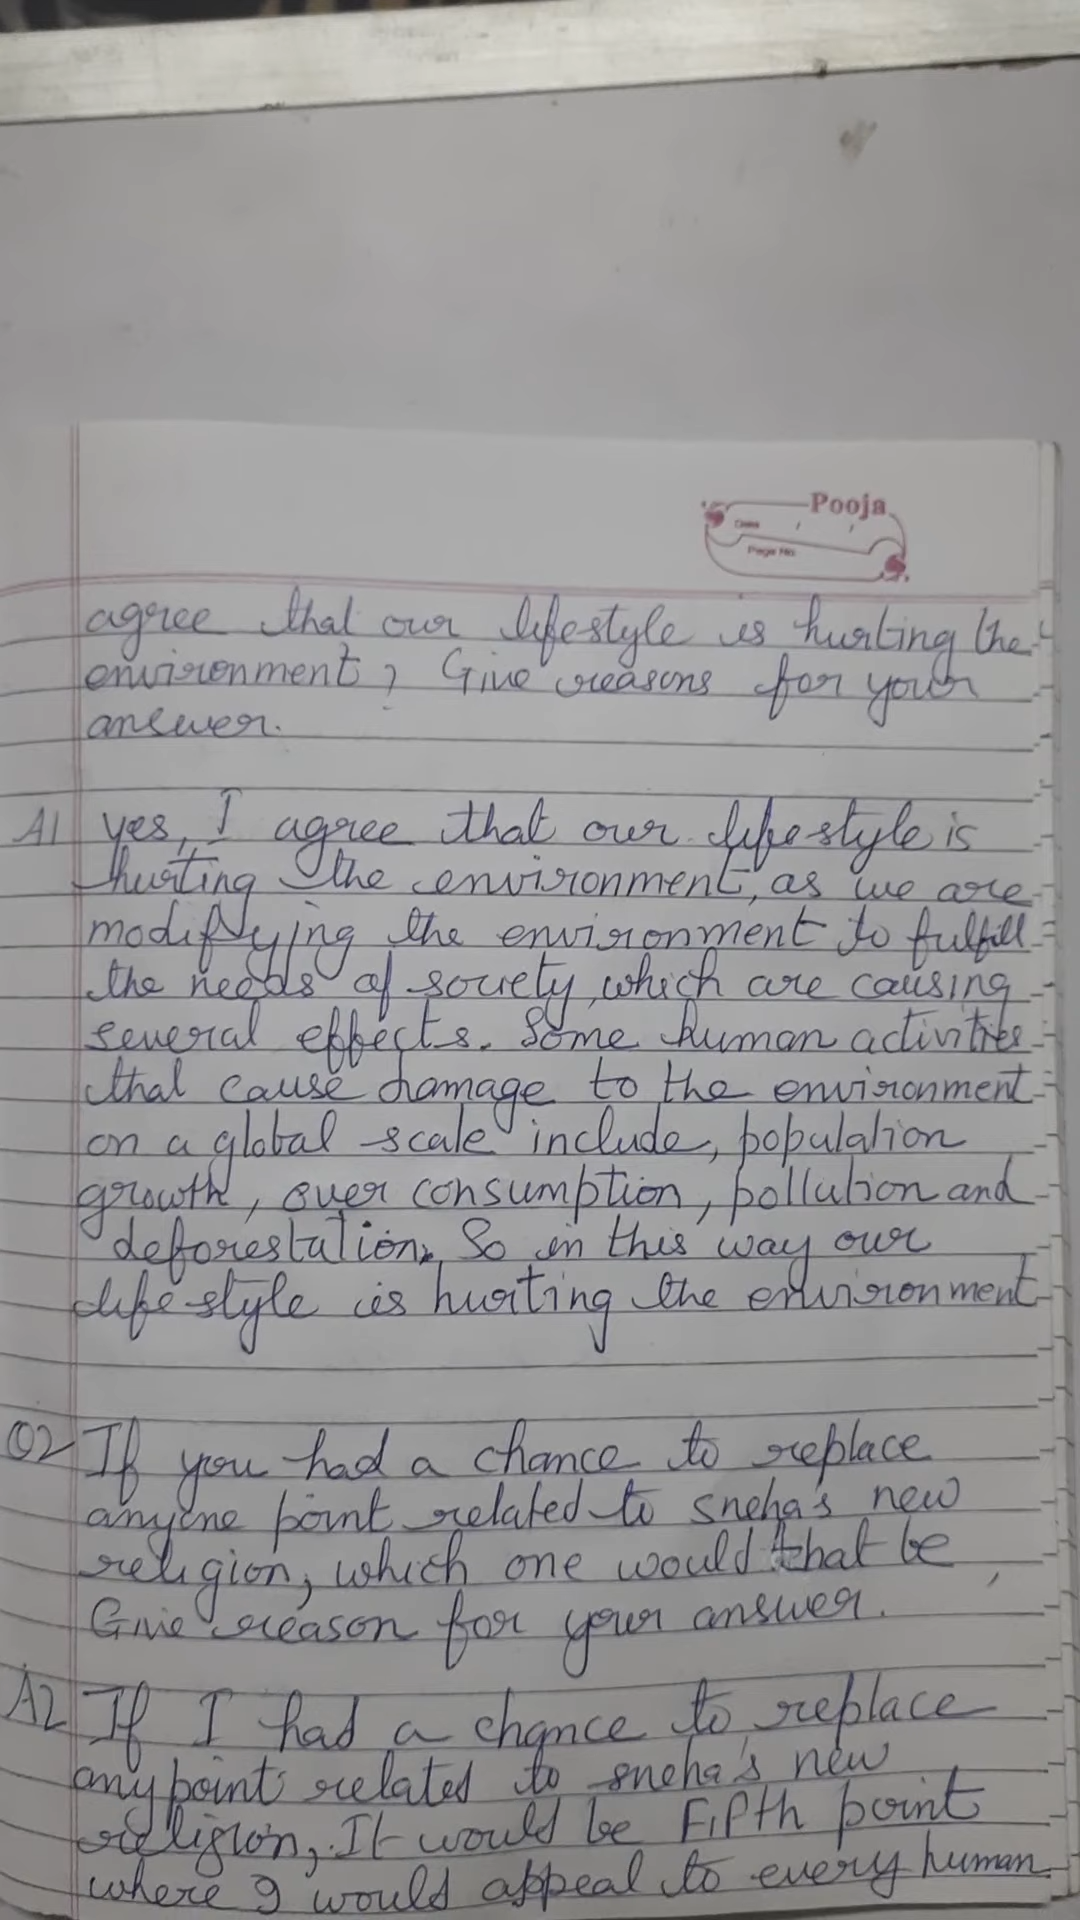 Pooja
Date / /
Page No
agree that our lifestyle is hurting the
environment? Give reasons for your
answer.
A1 yes, I agree that our lifestyle is
hurting the environment, as we are
modifying the environment to fulfill
the needs of society, which are causing
several effects. Some human activities
that cause damage to the environment
on a global scale include, population
growth, over consumption, pollution and
deforestation. So in this way our
life style is hurting the environment
Q2 If you had a chance to replace
anyone point related to sneha's new
religion, which one would that be,
Give reason for your answer.
A2 If I had a chance to replace
any point related to sneha's new
religion, It would be FiPth point
where I would appeal to every human